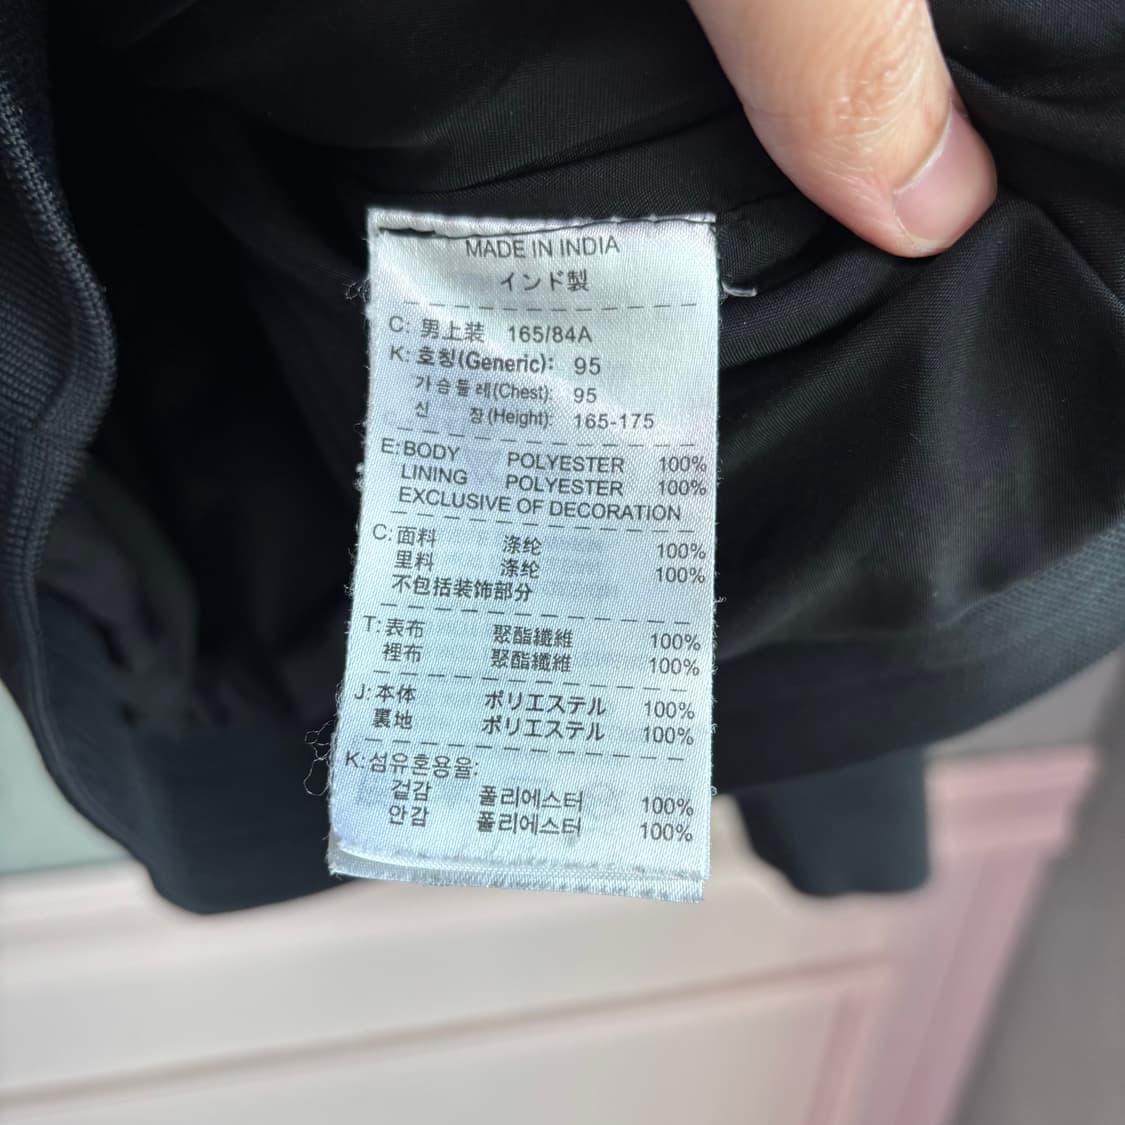 MADE IN INDIA
インド製
C: 男上装 165/84A
K: 호칭(Generic): 95
가슴둘레(Chest): 95
신 장(Height): 165-175
E: BODY POLYESTER 100%
LINING POLYESTER 100%
EXCLUSIVE OF DECORATION
C: 面料 涤纶 100%
里料 涤纶 100%
不包括装饰部分
T: 表布 聚酯纖維 100%
裡布 聚酯纖維 100%
J: 本体 ポリエステル 100%
裏地 ポリエステル 100%
K: 섬유혼용율:
겉감 폴리에스터 100%
안감 폴리에스터 100%